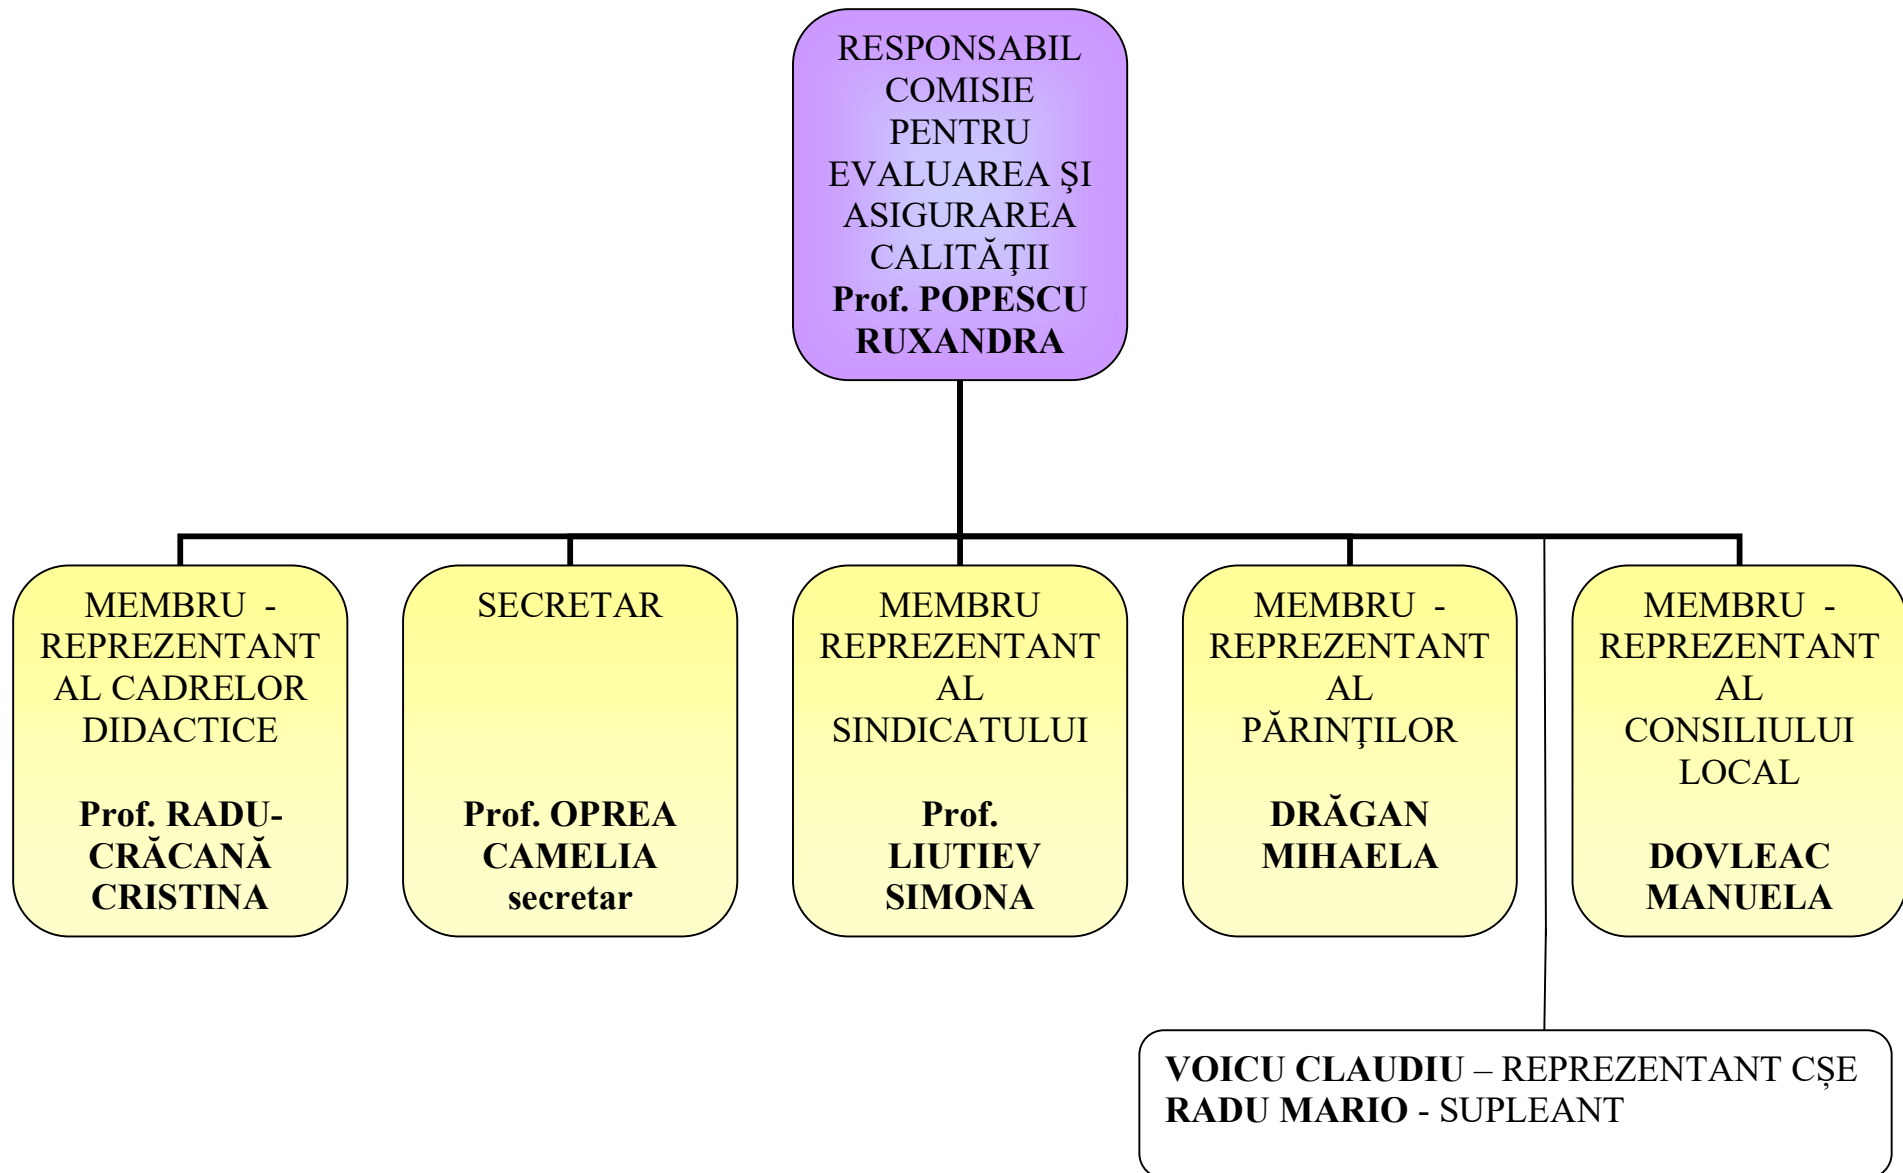 RESPONSABIL
COMISIE
PENTRU
EVALUAREA ŞI
ASIGURAREA
CALITĂŢII
Prof. POPESCU
RUXANDRA
MEMBRU -
REPREZENTANT
AL CADRELOR
DIDACTICE
Prof. RADU-
CRĂCANĂ
CRISTINA
SECRETAR
Prof. OPREA
CAMELIA
secretar
MEMBRU
REPREZENTANT
AL
SINDICATULUI
Prof.
LIUTIEV
SIMONA
MEMBRU -
REPREZENTANT
AL
PĂRINŢILOR
DRĂGAN
MIHAELA
MEMBRU -
REPREZENTANT
AL
CONSILIULUI
LOCAL
DOVLEAC
MANUELA
VOICU CLAUDIU – REPREZENTANT CȘE
RADU MARIO - SUPLEANT